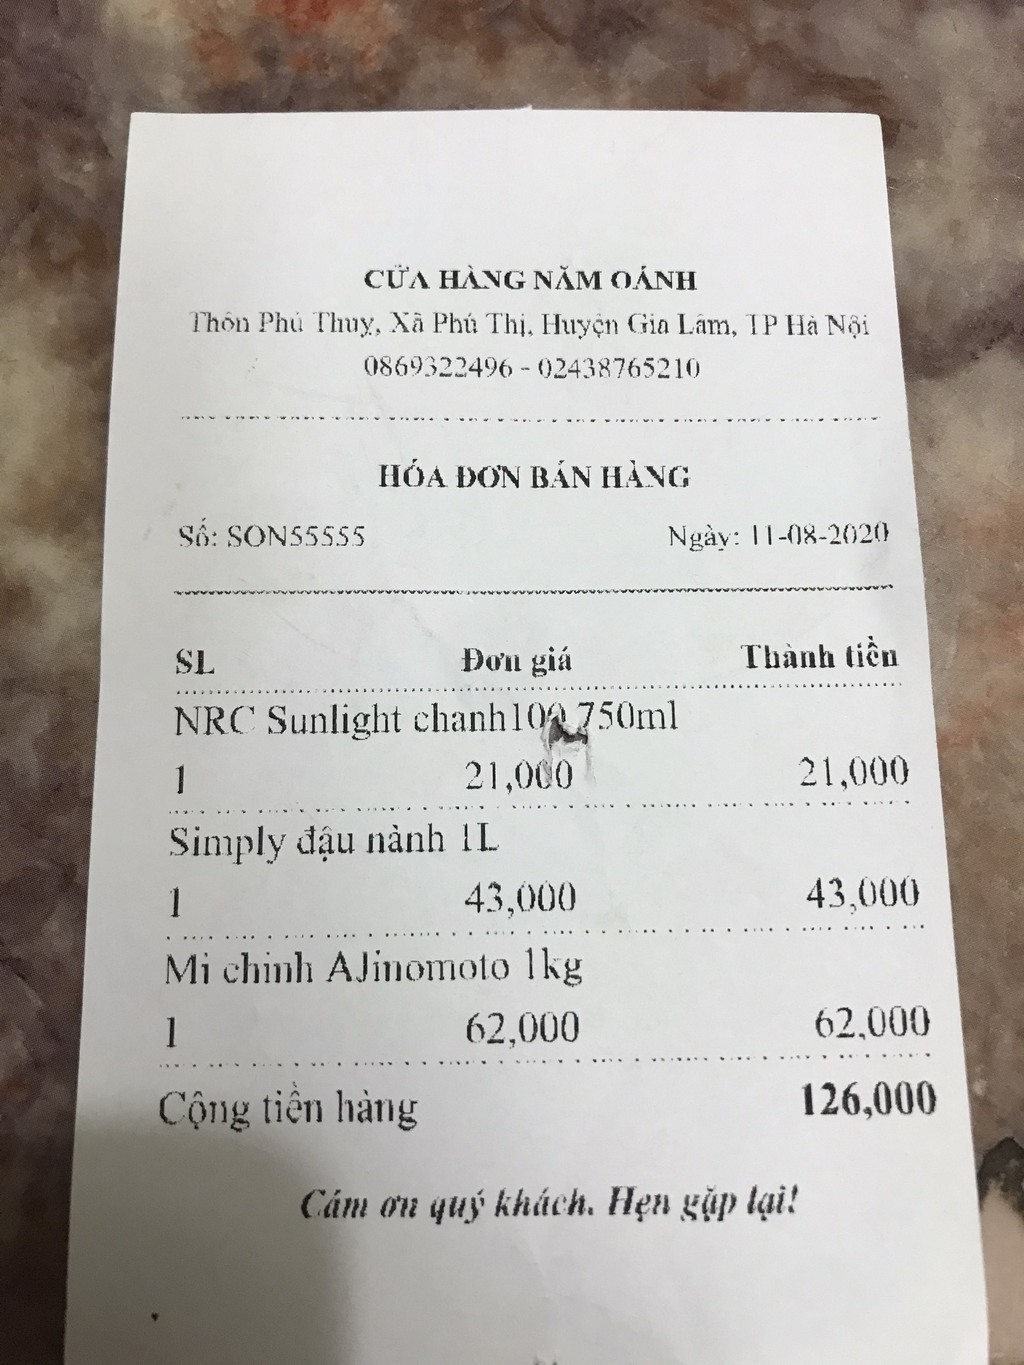 CỬA HÀNG NĂM OÁNH
Thôn Phú Thuỵ, Xã Phú Thị, Huyện Gia Lâm, TP Hà Nội
0869322496 - 02438765210
HÓA ĐƠN BÁN HÀNG
Số: SON55555 Ngày: 11-08-2020
SL Đơn giá Thành tiền
NRC Sunlight chanh100 750ml
1 21,000 21,000
Simply đậu nành 1L
1 43,000 43,000
Mì chính AJinomoto 1kg
1 62,000 62,000
Cộng tiền hàng 126,000
Cám ơn quý khách. Hẹn gặp lại!